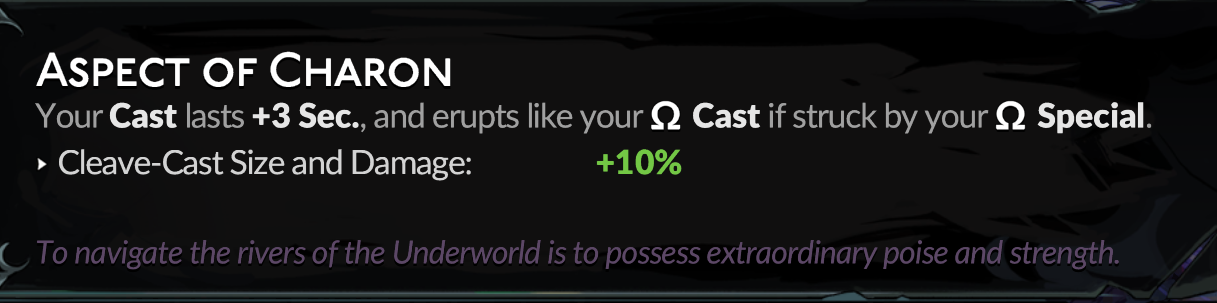 Aspect of Charon
Your Cast lasts +3 Sec., and erupts like your Ω Cast if struck by your Ω Special.
▸ Cleave-Cast Size and Damage: +10%
To navigate the rivers of the Underworld is to possess extraordinary poise and strength.